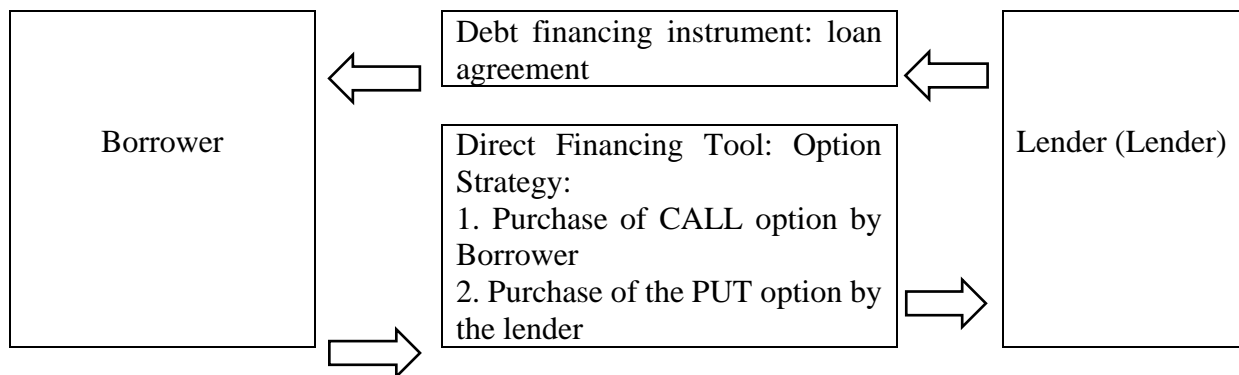 Borrower
Debt financing instrument: loan
agreement
Direct Financing Tool: Option
Strategy:
1. Purchase of CALL option by
Borrower
2. Purchase of the PUT option by
the lender
Lender (Lender)